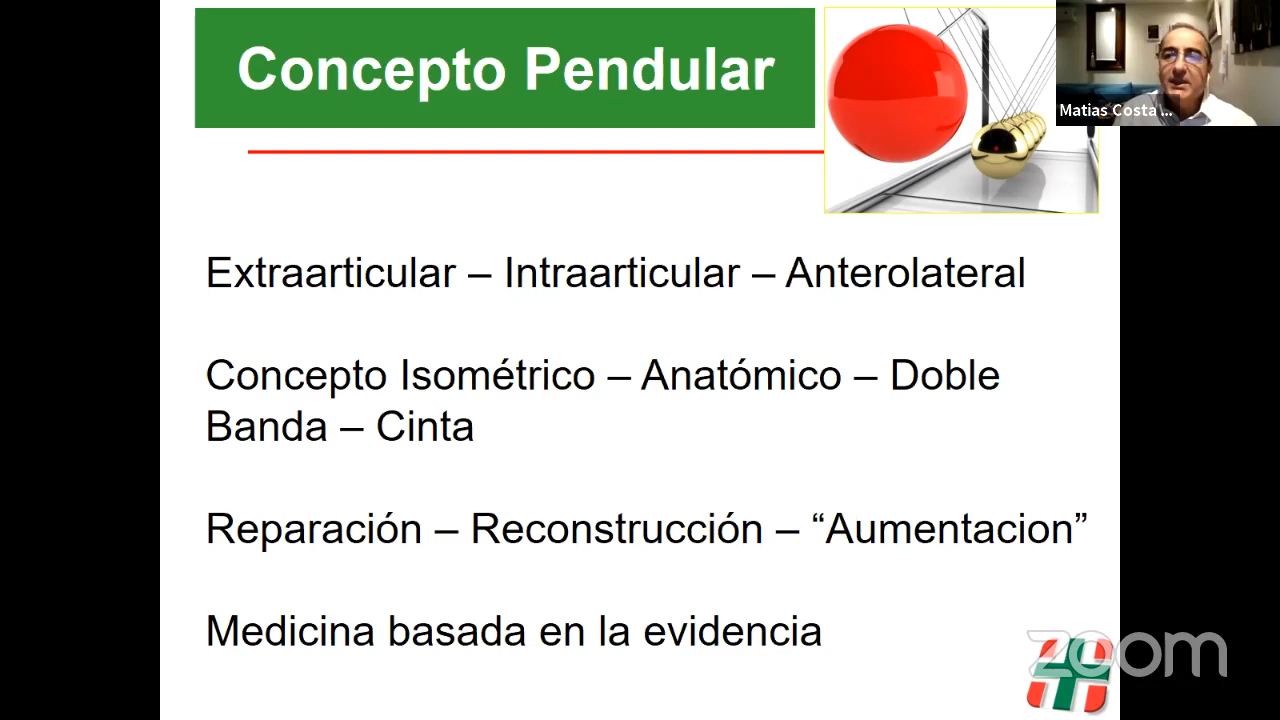 Concepto Pendular
Matias Costa ...
Extraarticular – Intraarticular – Anterolateral
Concepto Isométrico – Anatómico – Doble
Banda – Cinta
Reparación – Reconstrucción – “Aumentacion”
Medicina basada en la evidencia
zoom